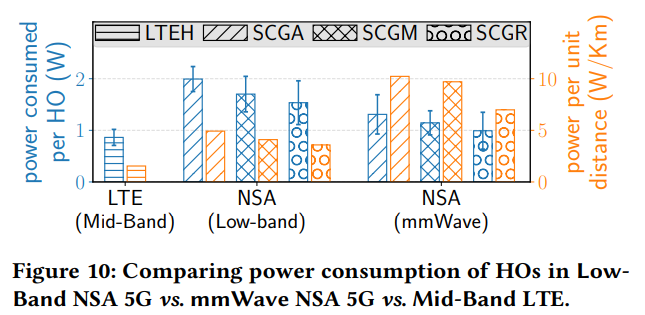 LTEH SCGA SCGM SCGR
power consumed
per HO (W)
2
1
0
10
5
0
power per unit
distance (W/Km)
LTE
(Mid-Band)
NSA
(Low-band)
NSA
(mmWave)
Figure 10: Comparing power consumption of HOs in Low-
Band NSA 5G vs. mmWave NSA 5G vs. Mid-Band LTE.